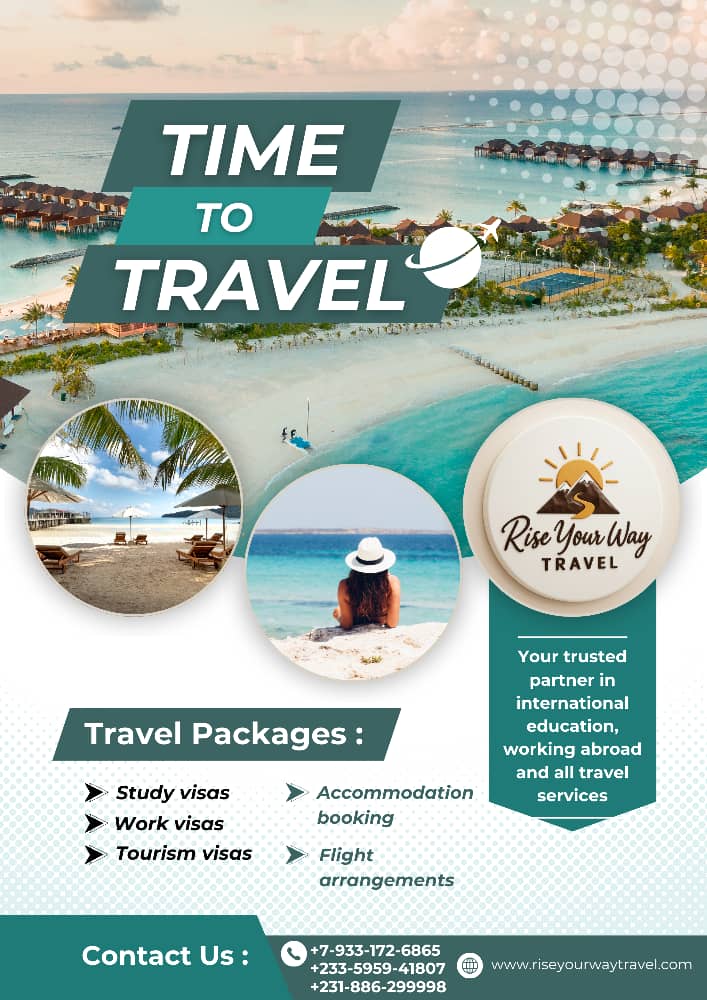 TIME
TO
TRAVEL
Rise Your Way
TRAVEL
Your trusted
partner in
international
education,
working abroad
and all travel
services
Travel Packages :
Study visas
Work visas
Tourism visas
Accommodation
booking
Flight
arrangements
Contact Us :
+7-933-172-6865
+233-5959-41807
+231-886-299998
www.riseyourwaytravel.com